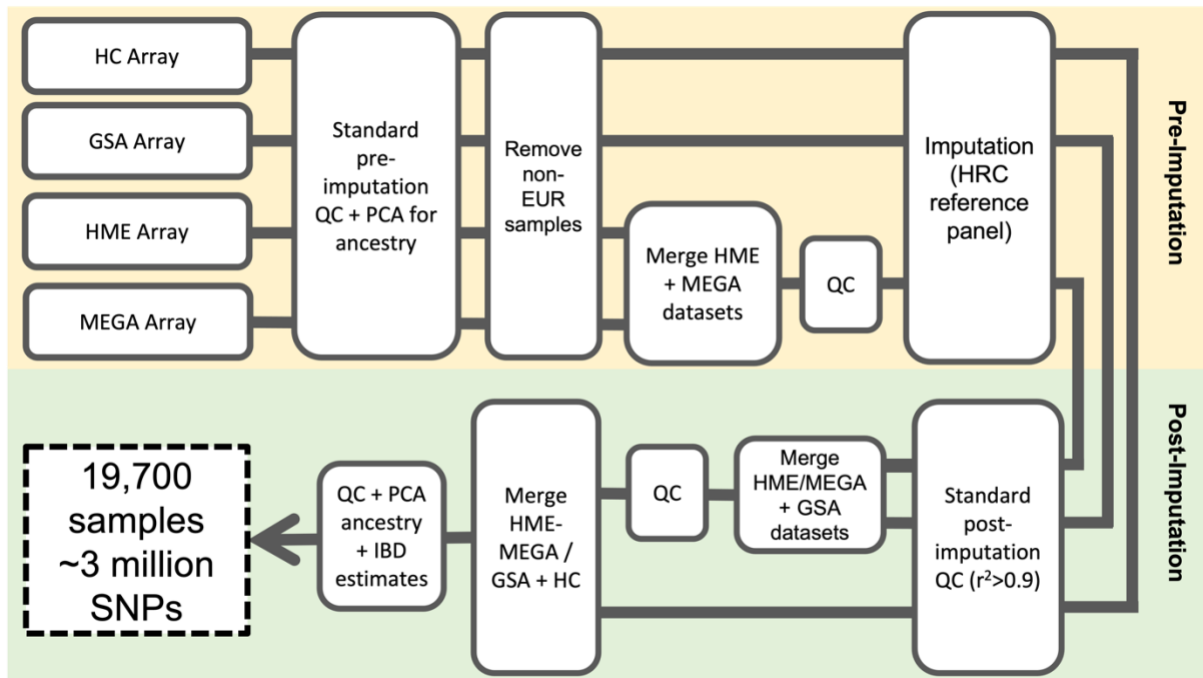 HC Array
GSA Array
HME Array
MEGA Array
Standard
pre-
imputation
QC + PCA for
ancestry
Remove
non-
EUR
samples
Merge HME
+ MEGA
datasets
QC
Imputation
(HRC
reference
panel)
Pre-Imputation
19,700
samples
~3 million
SNPs
QC + PCA
ancestry
+ IBD
estimates
Merge
HME-
MEGA /
GSA + HC
QC
Merge
HME/MEGA
+ GSA
datasets
Standard
post-
imputation
QC (r²>0.9)
Post-Imputation